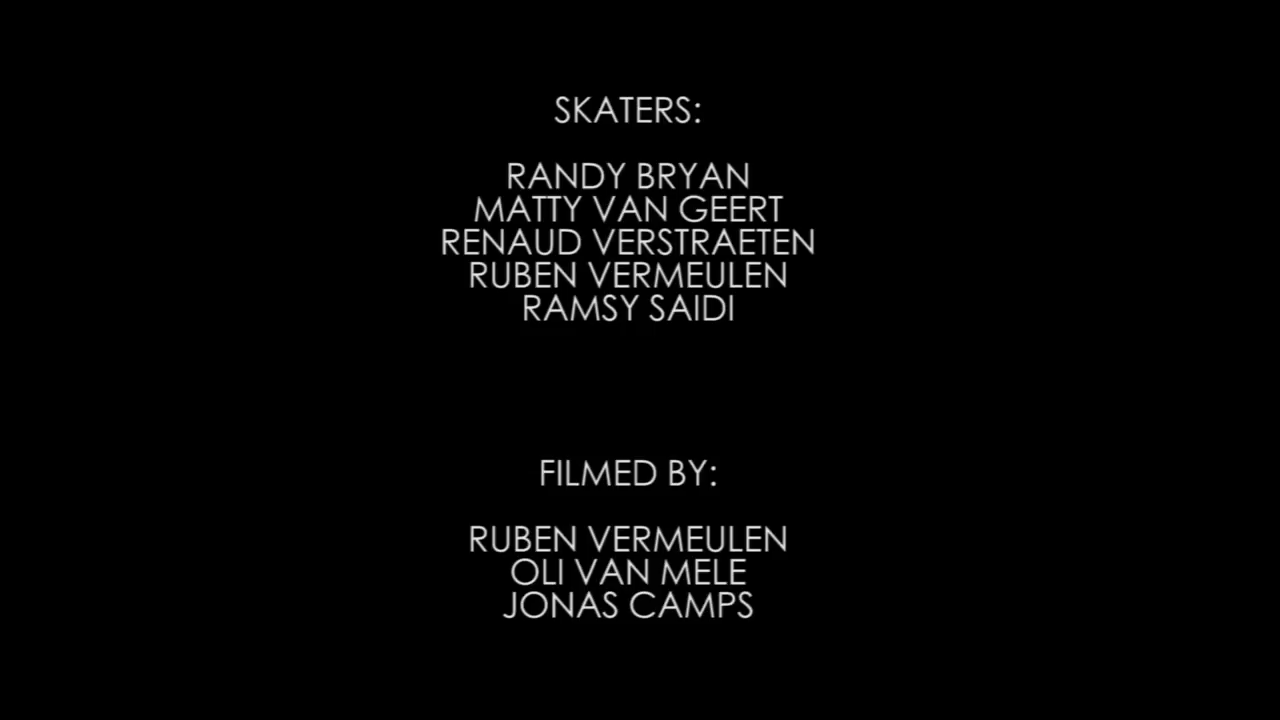 SKATERS:
RANDY BRYAN
MATTY VAN GEERT
RENAUD VERSTRAETEN
RUBEN VERMEULEN
RAMSY SAIDI
FILMED BY:
RUBEN VERMEULEN
OLI VAN MELE
JONAS CAMPS